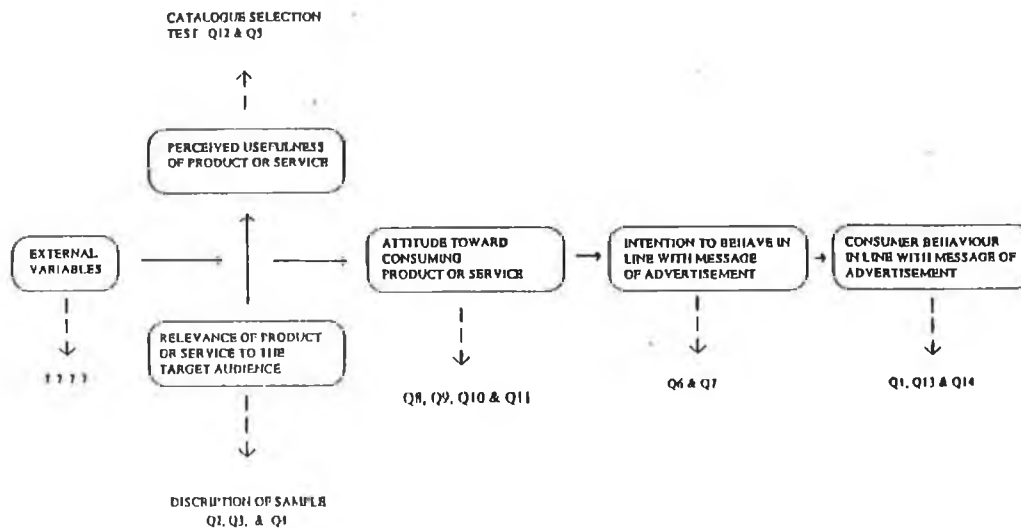 CATALOGUE SELECTION
TEST Q12 & Q5
PERCEIVED USEFULNESS
OF PRODUCT OR SERVICE
EXTERNAL
VARIABLES
ATTITUDE TOWARD
CONSUMING
PRODUCT OR SERVICE
INTENTION TO BEHAVE IN
LINE WITH MESSAGE
OF ADVERTISEMENT
CONSUMER BEHAVIOUR
IN LINE WITH MESSAGE OF
ADVERTISEMENT
RELEVANCE OF PRODUCT
OR SERVICE TO THE
TARGET AUDIENCE
? ? ? ?
Q8, Q9, Q10 & Q11
Q6 & Q7
Q1, Q13 & Q14
DISCRIPTION OF SAMPLE
Q2, Q3, &